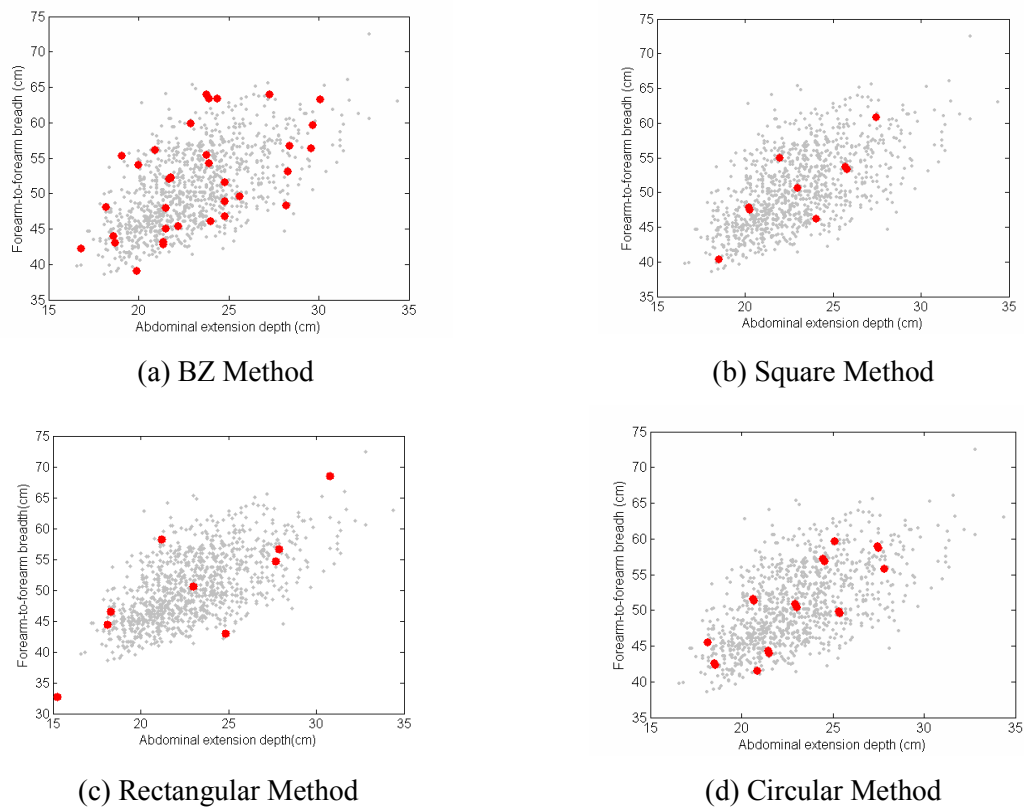 75
70
65
60
55
50
45
40
35
15 20 25 30 35
Forearm-to-forearm breadh (cm)
Abdominal extension depth (cm)
(a) BZ Method
75
70
65
60
55
50
45
40
35
15 20 25 30 35
Forearm-to-forearm breadh (cm)
Abdominal extension depth (cm)
(b) Square Method
75
70
65
60
55
50
45
40
35
30
15 20 25 30 35
Forearm-to-forearm breadth(cm)
Abdominal extension depth(cm)
(c) Rectangular Method
75
70
65
60
55
50
45
40
35
15 20 25 30 35
Forearm-to-forearm breadh (cm)
Abdominal extension depth (cm)
(d) Circular Method